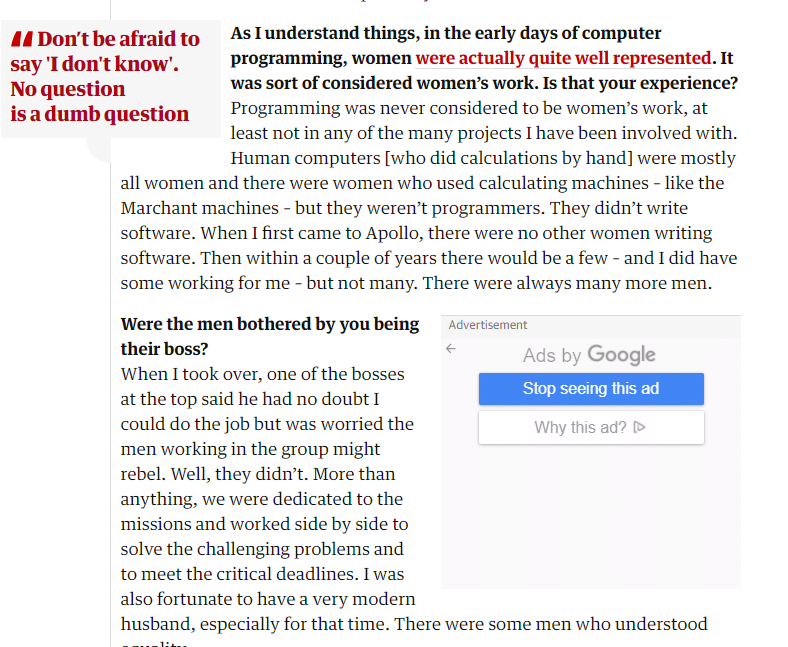 Don't be afraid to
say 'I don't know'.
No question
is a dumb question
As I understand things, in the early days of computer
programming, women were actually quite well represented. It
was sort of considered women's work. Is that your experience?
Programming was never considered to be women's work, at
least not in any of the many projects I have been involved with.
Human computers [who did calculations by hand] were mostly
all women and there were women who used calculating machines – like the
Marchant machines – but they weren't programmers. They didn't write
software. When I first came to Apollo, there were no other women writing
software. Then within a couple of years there would be a few – and I did have
some working for me – but not many. There were always many more men.
Were the men bothered by you being
their boss?
When I took over, one of the bosses
at the top said he had no doubt I
could do the job but was worried the
men working in the group might
rebel. Well, they didn't. More than
anything, we were dedicated to the
missions and worked side by side to
solve the challenging problems and
to meet the critical deadlines. I was
also fortunate to have a very modern
husband, especially for that time. There were some men who understood
Advertisement
Ads by Google
Stop seeing this ad
Why this ad?